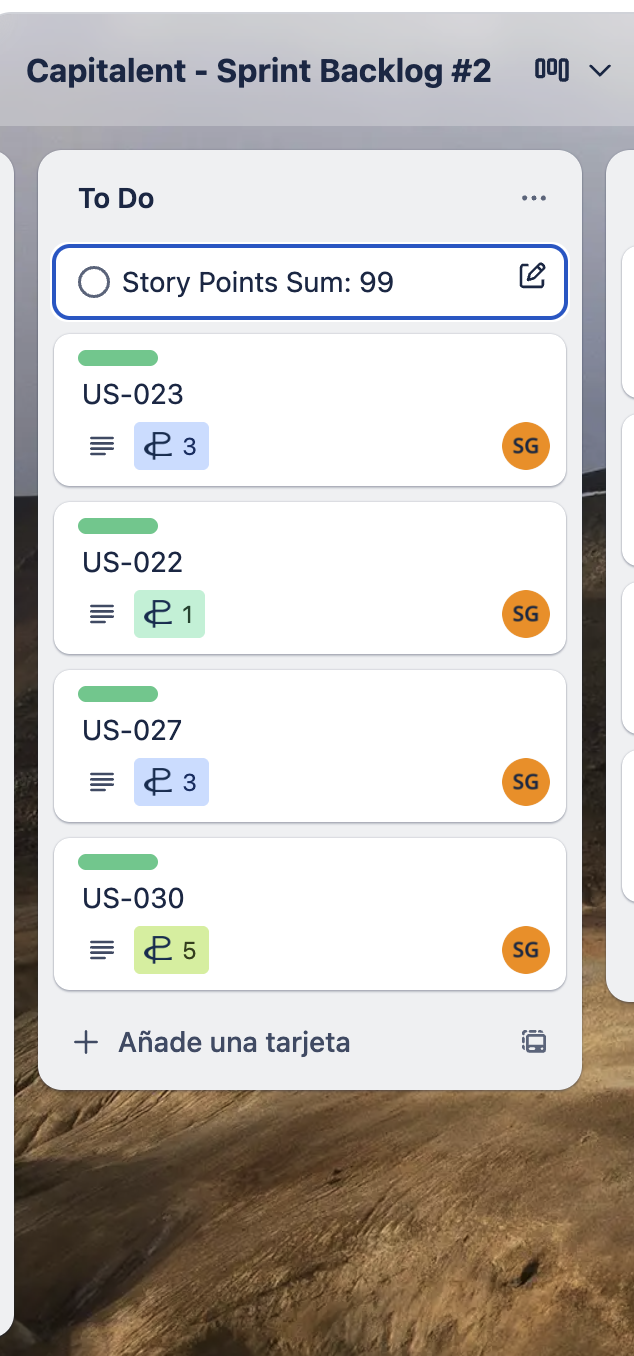 Capitalent - Sprint Backlog #2
To Do
Story Points Sum: 99
US-023
3
SG
US-022
1
SG
US-027
3
SG
US-030
5
SG
Añade una tarjeta